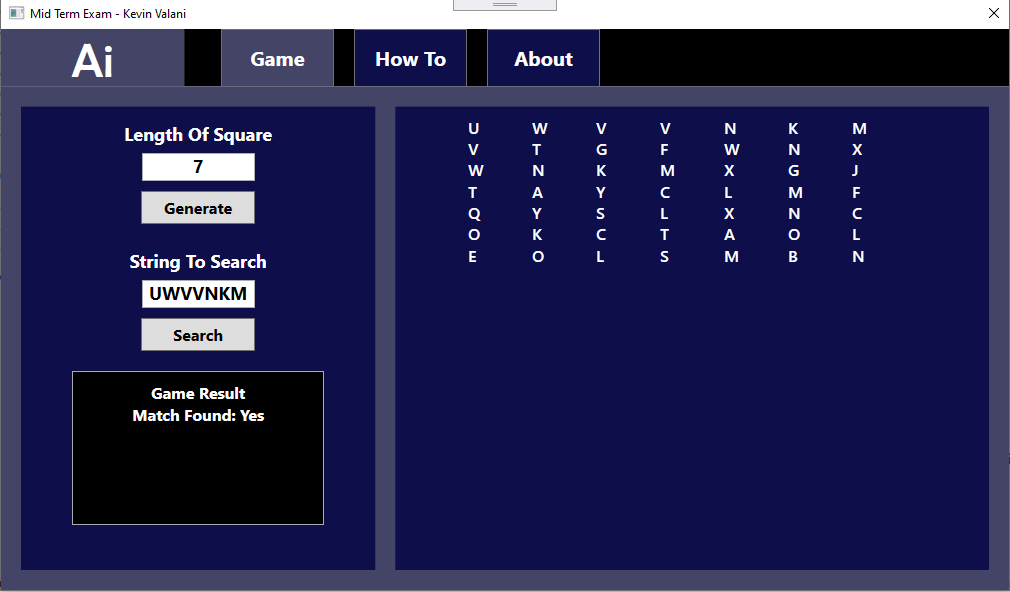 Mid Term Exam - Kevin Valani
Ai
Game
How To
About
Length Of Square
7
Generate
String To Search
UWVVNKM
Search
Game Result
Match Found: Yes
U W V V N K M
V T G F W N X
W N K M X G J
T A Y C L M F
Q Y S L X N C
O K C T A O L
E O L S M B N